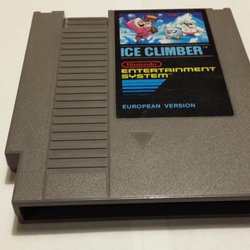 ICE CLIMBER
Nintendo
ENTERTAINMENT
SYSTEM
EUROPEAN VERSION